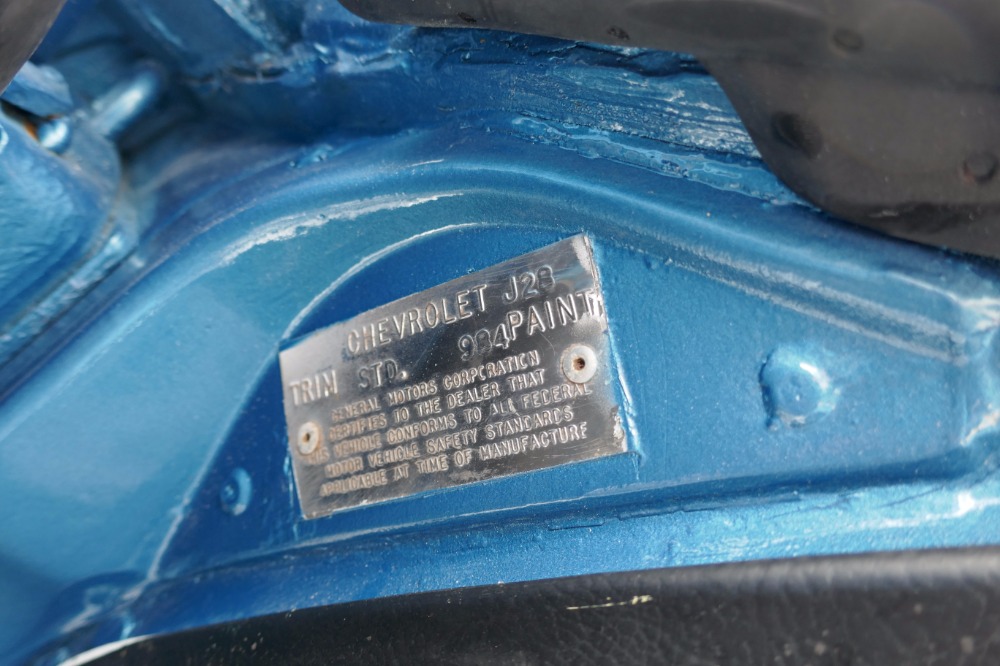 CHEVROLET J28
TRIM STD. 984 PAINT
GENERAL MOTORS CORPORATION
CERTIFIES TO THE DEALER THAT
THIS VEHICLE CONFORMS TO ALL FEDERAL
MOTOR VEHICLE SAFETY STANDARDS
APPLICABLE AT TIME OF MANUFACTURE